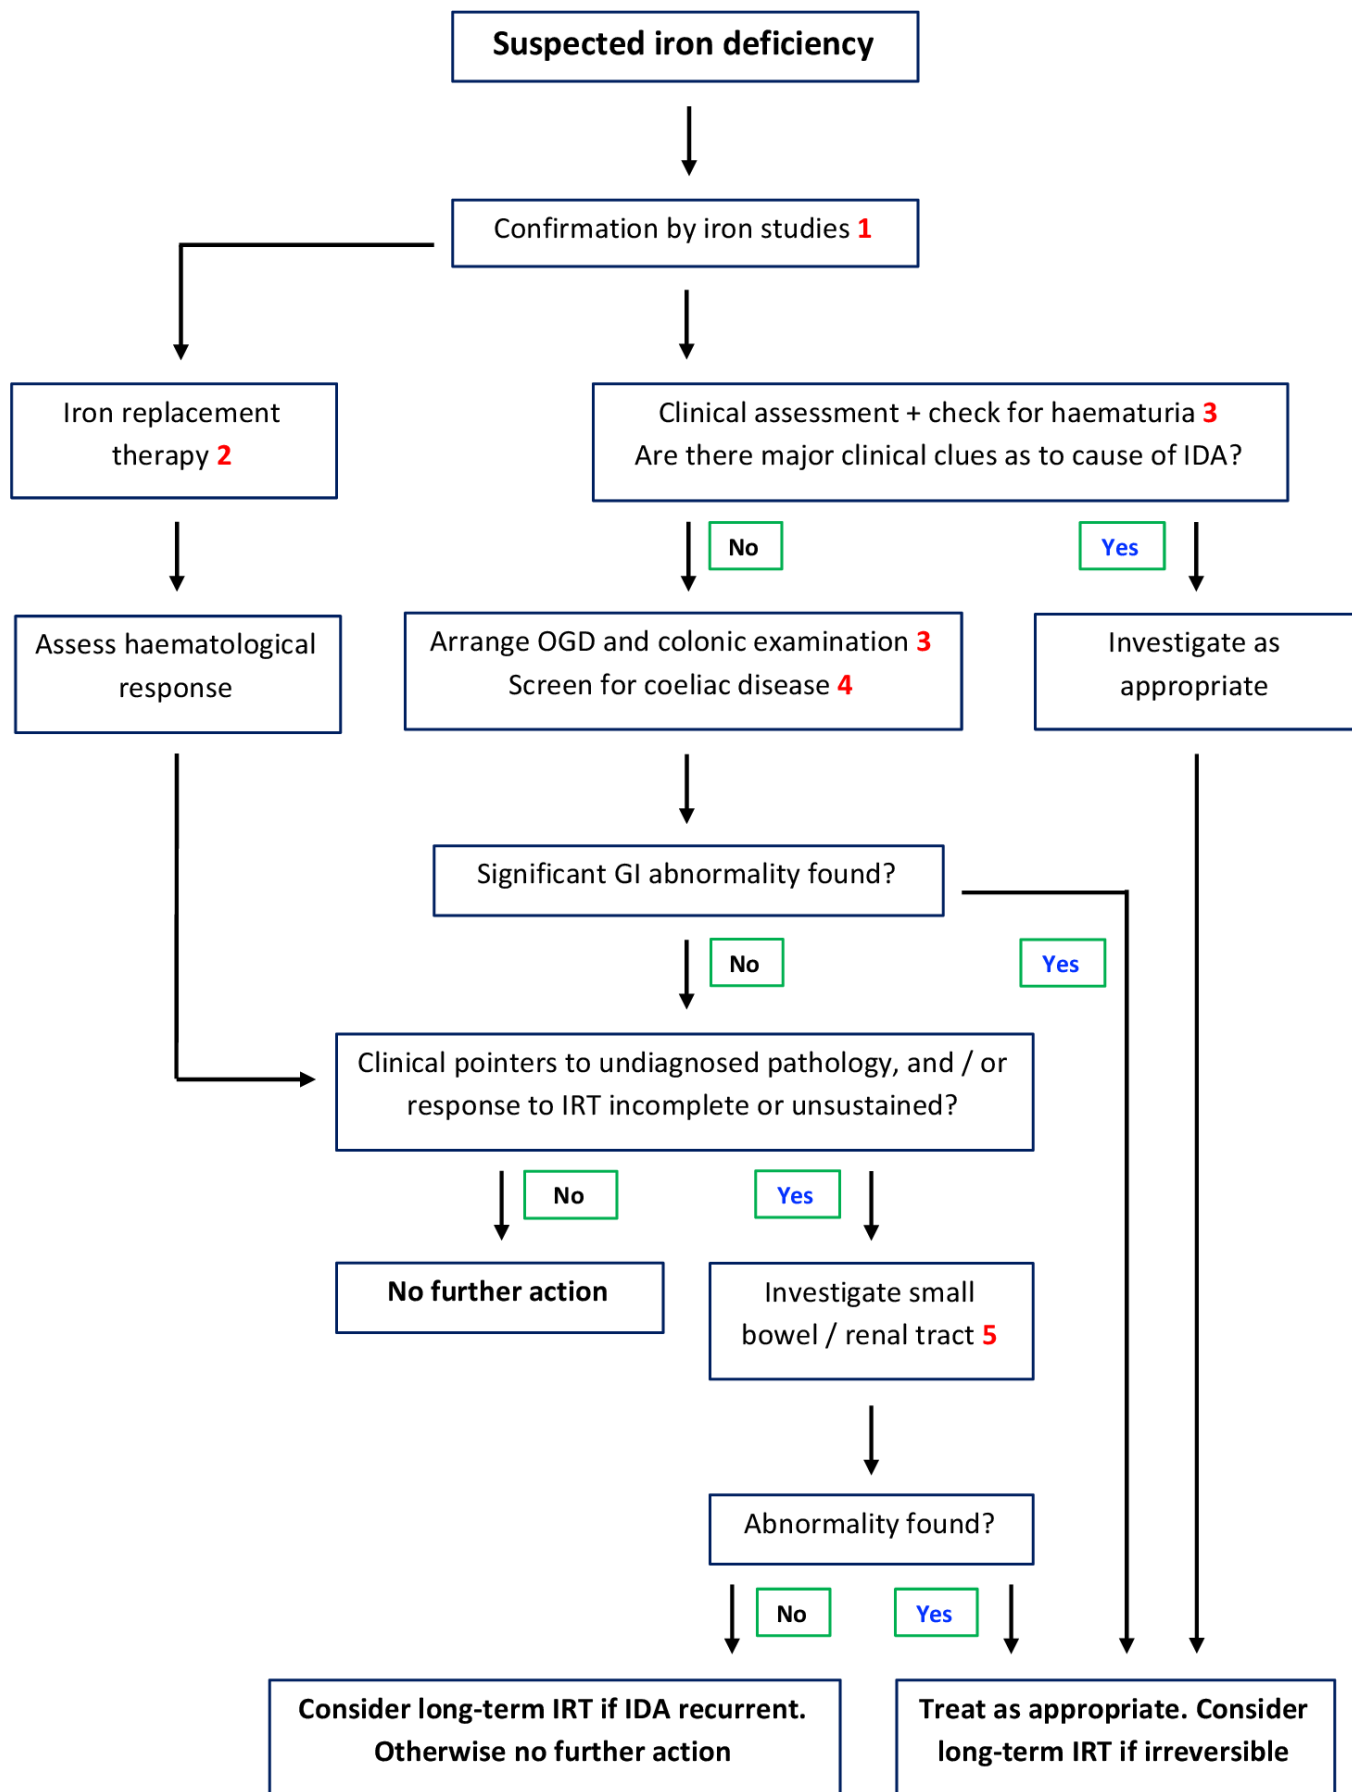 Suspected iron deficiency
Confirmation by iron studies 1
Iron replacement
therapy 2
Clinical assessment + check for haematuria 3
Are there major clinical clues as to cause of IDA?
No
Yes
Assess haematological
response
Arrange OGD and colonic examination 3
Screen for coeliac disease 4
Investigate as
appropriate
Significant GI abnormality found?
No
Yes
Clinical pointers to undiagnosed pathology, and / or
response to IRT incomplete or unsustained?
No
Yes
No further action
Investigate small
bowel / renal tract 5
Abnormality found?
No
Yes
Consider long-term IRT if IDA recurrent.
Otherwise no further action
Treat as appropriate. Consider
long-term IRT if irreversible